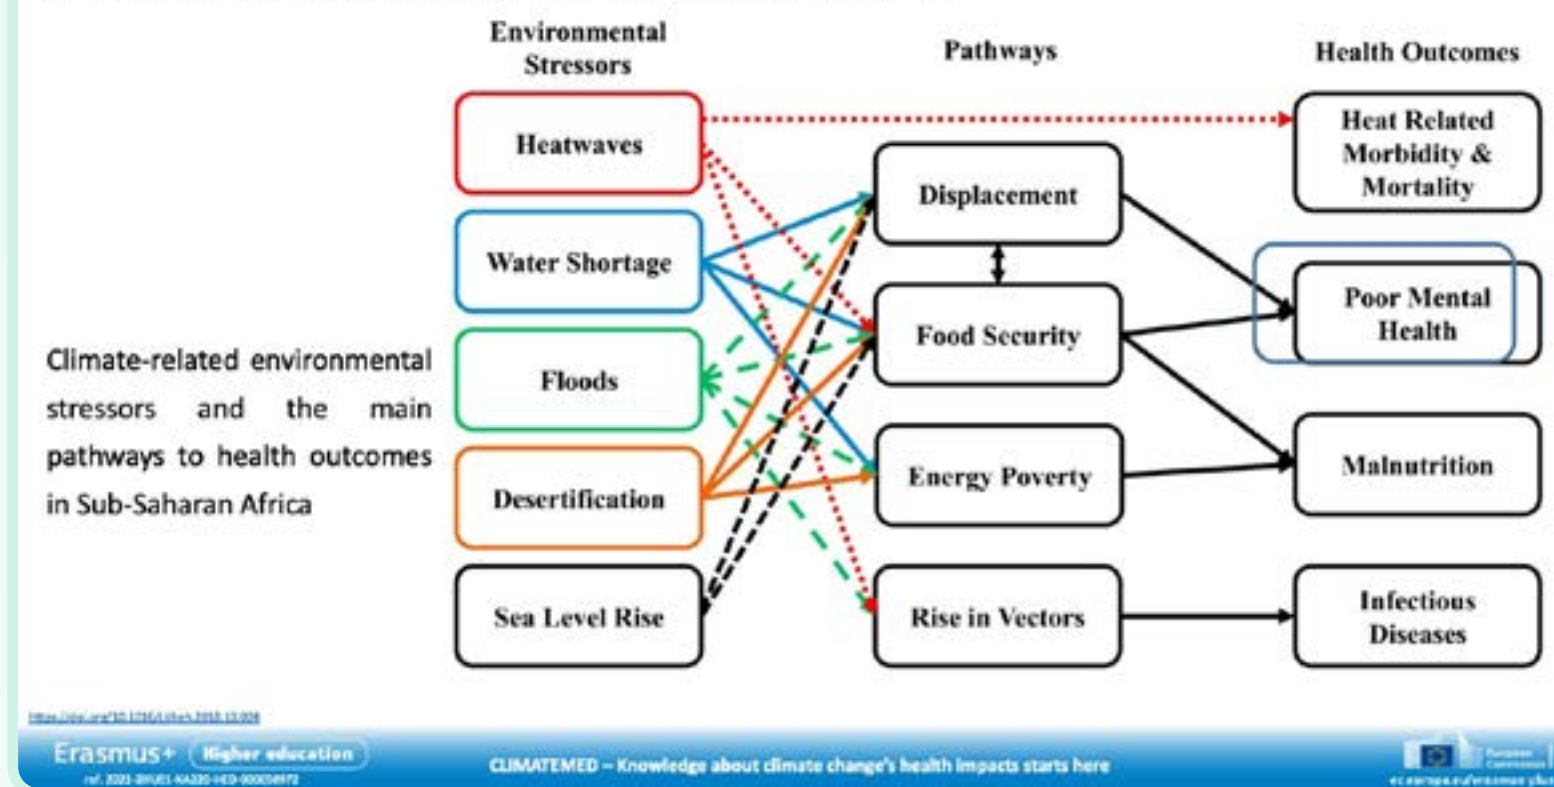 Environmental
Stressors
Pathways
Health Outcomes
Heatwaves
Heat Related
Morbidity &
Mortality
Displacement
Water Shortage
Poor Mental
Health
Food Security
Climate-related environmental
stressors and the main
pathways to health outcomes
in Sub-Saharan Africa
Floods
Energy Poverty
Malnutrition
Desertification
Sea Level Rise
Rise in Vectors
Infectious
Diseases
Erasmus+
Higher education
CLIMATEMED – Knowledge about climate change's health impacts starts here
European
Commission